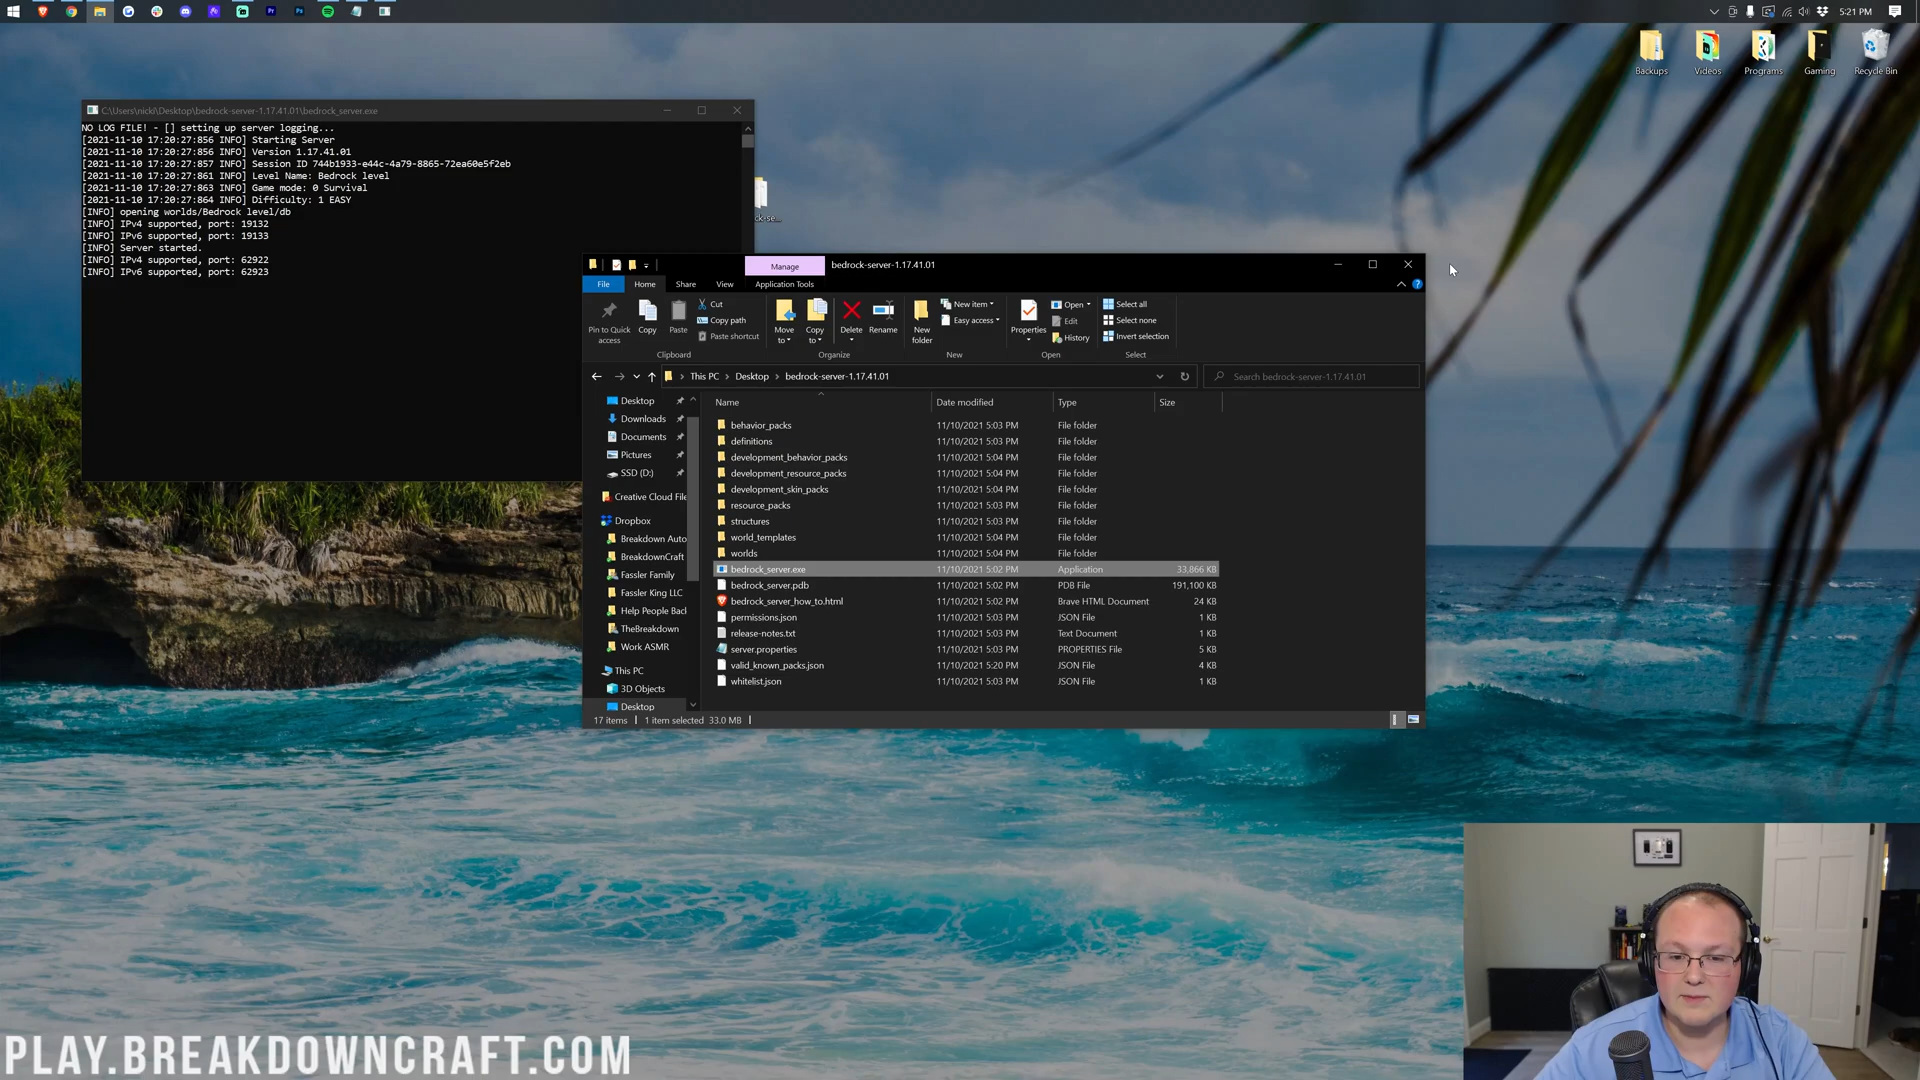 5:21 PM
Backups
Videos
Programs
Gaming
Recycle Bin
C:\Users\nicki\Desktop\bedrock-server-1.17.41.01\bedrock_server.exe
NO LOG FILE! - [] setting up server logging...
[2021-11-10 17:20:27:856 INFO] Starting Server
[2021-11-10 17:20:27:856 INFO] Version 1.17.41.01
[2021-11-10 17:20:27:857 INFO] Session ID 744b1933-e44c-4a79-8865-72ea60e5f2eb
[2021-11-10 17:20:27:861 INFO] Level Name: Bedrock level
[2021-11-10 17:20:27:863 INFO] Game mode: 0 Survival
[2021-11-10 17:20:27:864 INFO] Difficulty: 1 EASY
[INFO] opening worlds/Bedrock level/db
[INFO] IPv4 supported, port: 19132
[INFO] IPv6 supported, port: 19133
[INFO] Server started.
[INFO] IPv4 supported, port: 62922
[INFO] IPv6 supported, port: 62923
ck-se...
Manage
bedrock-server-1.17.41.01
File Home Share View Application Tools
Pin to Quick access
Copy
Paste
Cut
Copy path
Paste shortcut
Clipboard
Move to
Copy to
Delete
Rename
Organize
New folder
New item
Easy access
New
Properties
Open
Edit
History
Open
Select all
Select none
Invert selection
Select
This PC > Desktop > bedrock-server-1.17.41.01
Search bedrock-server-1.17.41.01
Desktop
Downloads
Documents
Pictures
SSD (D:)
Creative Cloud File
Dropbox
Breakdown Auto
BreakdownCraft
Fassler Family
Fassler King LLC
Help People Back
TheBreakdown
Work ASMR
This PC
3D Objects
Desktop
Name Date modified Type Size
behavior_packs 11/10/2021 5:03 PM File folder
definitions 11/10/2021 5:03 PM File folder
development_behavior_packs 11/10/2021 5:04 PM File folder
development_resource_packs 11/10/2021 5:04 PM File folder
development_skin_packs 11/10/2021 5:04 PM File folder
resource_packs 11/10/2021 5:03 PM File folder
structures 11/10/2021 5:03 PM File folder
world_templates 11/10/2021 5:04 PM File folder
worlds 11/10/2021 5:04 PM File folder
bedrock_server.exe 11/10/2021 5:02 PM Application 33,866 KB
bedrock_server.pdb 11/10/2021 5:02 PM PDB File 191,100 KB
bedrock_server_how_to.html 11/10/2021 5:02 PM Brave HTML Document 24 KB
permissions.json 11/10/2021 5:03 PM JSON File 1 KB
release-notes.txt 11/10/2021 5:03 PM Text Document 1 KB
server.properties 11/10/2021 5:03 PM PROPERTIES File 5 KB
valid_known_packs.json 11/10/2021 5:20 PM JSON File 4 KB
whitelist.json 11/10/2021 5:03 PM JSON File 1 KB
17 items 1 item selected 33.0 MB
PLAY.BREAKDOWNCRAFT.COM